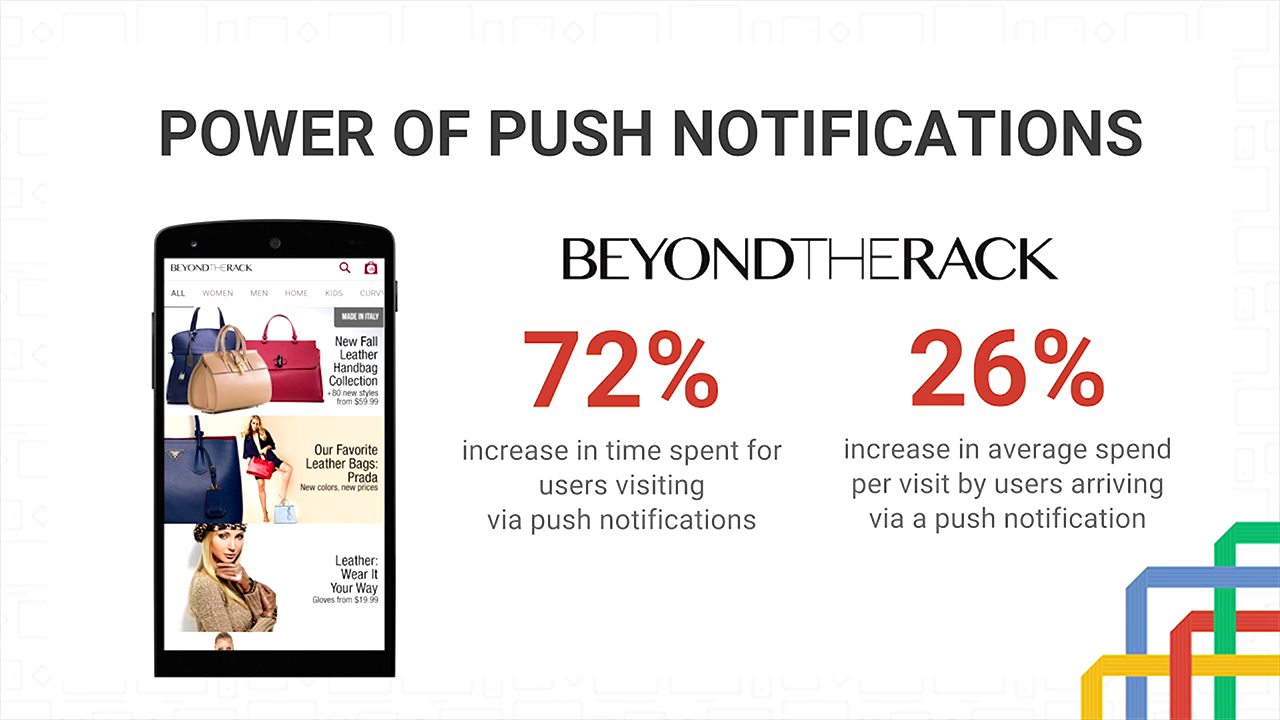 POWER OF PUSH NOTIFICATIONS
BEYONDTHERACK
ALL WOMEN MEN HOME KIDS CURVY
MADE IN ITALY
New Fall
Leather
Handbag
Collection
+80 new styles
from $59.99
Our Favorite
Leather Bags:
Prada
New colors, new prices
Leather:
Wear It
Your Way
Gloves from $19.99
BEYONDTHERACK
72%
increase in time spent for
users visiting
via push notifications
26%
increase in average spend
per visit by users arriving
via a push notification